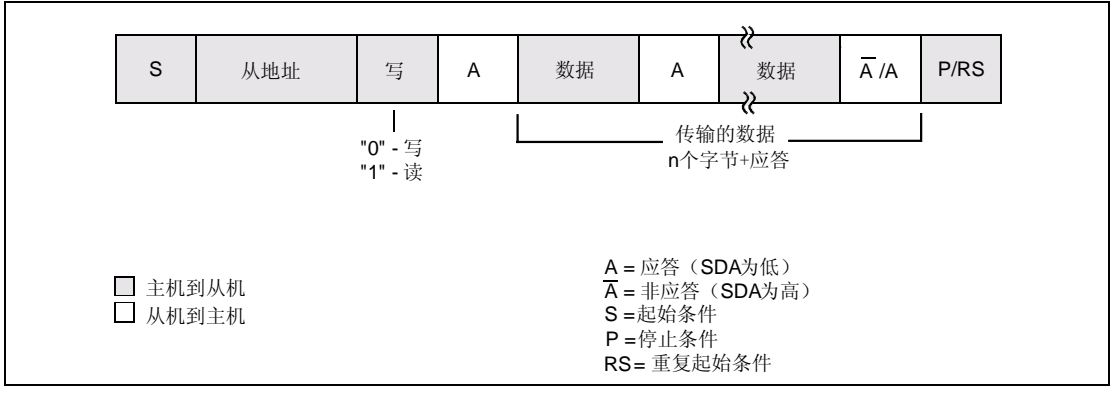 S 从地址 写 A 数据 A 数据 A̅ /A P/RS
"0" - 写
"1" - 读
传输的数据
n个字节+应答
主机到从机
从机到主机
A = 应答（SDA为低）
A̅ = 非应答（SDA为高）
S =起始条件
P =停止条件
RS= 重复起始条件